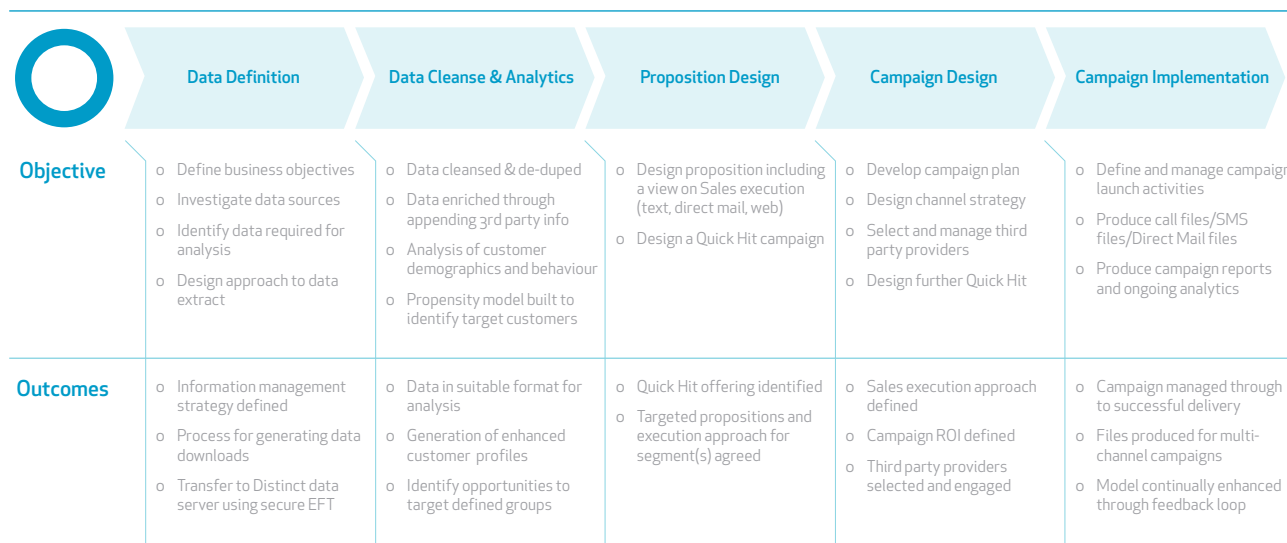 Data Definition
Data Cleanse & Analytics
Proposition Design
Campaign Design
Campaign Implementation
Objective
o Define business objectives
o Investigate data sources
o Identify data required for
analysis
o Design approach to data
extract
o Data cleansed & de-duped
o Data enriched through
appending 3rd party info
o Analysis of customer
demographics and behaviour
o Propensity model built to
identify target customers
o Design proposition including
a view on Sales execution
(text, direct mail, web)
o Design a Quick Hit campaign
o Develop campaign plan
o Design channel strategy
o Select and manage third
party providers
o Design further Quick Hit
o Define and manage campaign
launch activities
o Produce call files/SMS
files/Direct Mail files
o Produce campaign reports
and ongoing analytics
Outcomes
o Information management
strategy defined
o Process for generating data
downloads
o Transfer to Distinct data
server using secure EFT
o Data in suitable format for
analysis
o Generation of enhanced
customer profiles
o Identify opportunities to
target defined groups
o Quick Hit offering identified
o Targeted propositions and
execution approach for
segment(s) agreed
o Sales execution approach
defined
o Campaign ROI defined
o Third party providers
selected and engaged
o Campaign managed through
to successful delivery
o Files produced for multi-
channel campaigns
o Model continually enhanced
through feedback loop